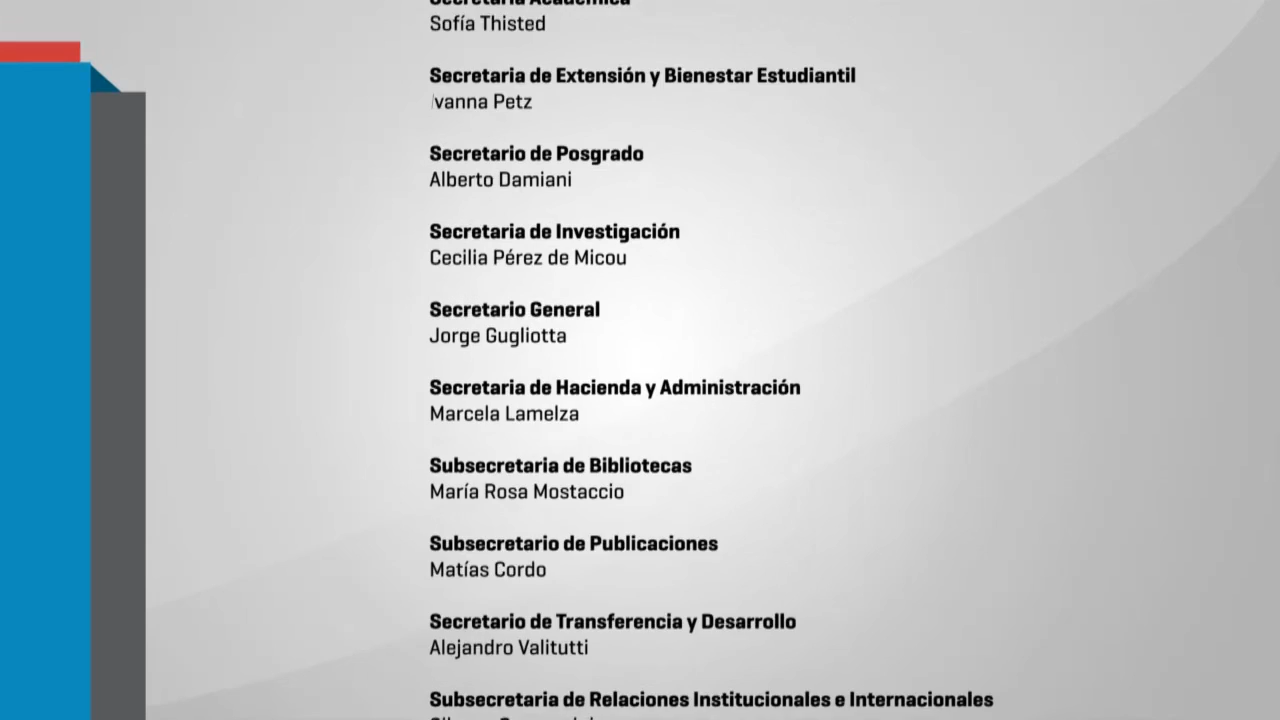 Secretaria Académica
Sofía Thisted
Secretaria de Extensión y Bienestar Estudiantil
Ivanna Petz
Secretario de Posgrado
Alberto Damiani
Secretaria de Investigación
Cecilia Pérez de Micou
Secretario General
Jorge Gugliotta
Secretaria de Hacienda y Administración
Marcela Lamelza
Subsecretaria de Bibliotecas
María Rosa Mostaccio
Subsecretario de Publicaciones
Matías Cordo
Secretario de Transferencia y Desarrollo
Alejandro Valitutti
Subsecretaria de Relaciones Institucionales e Internacionales